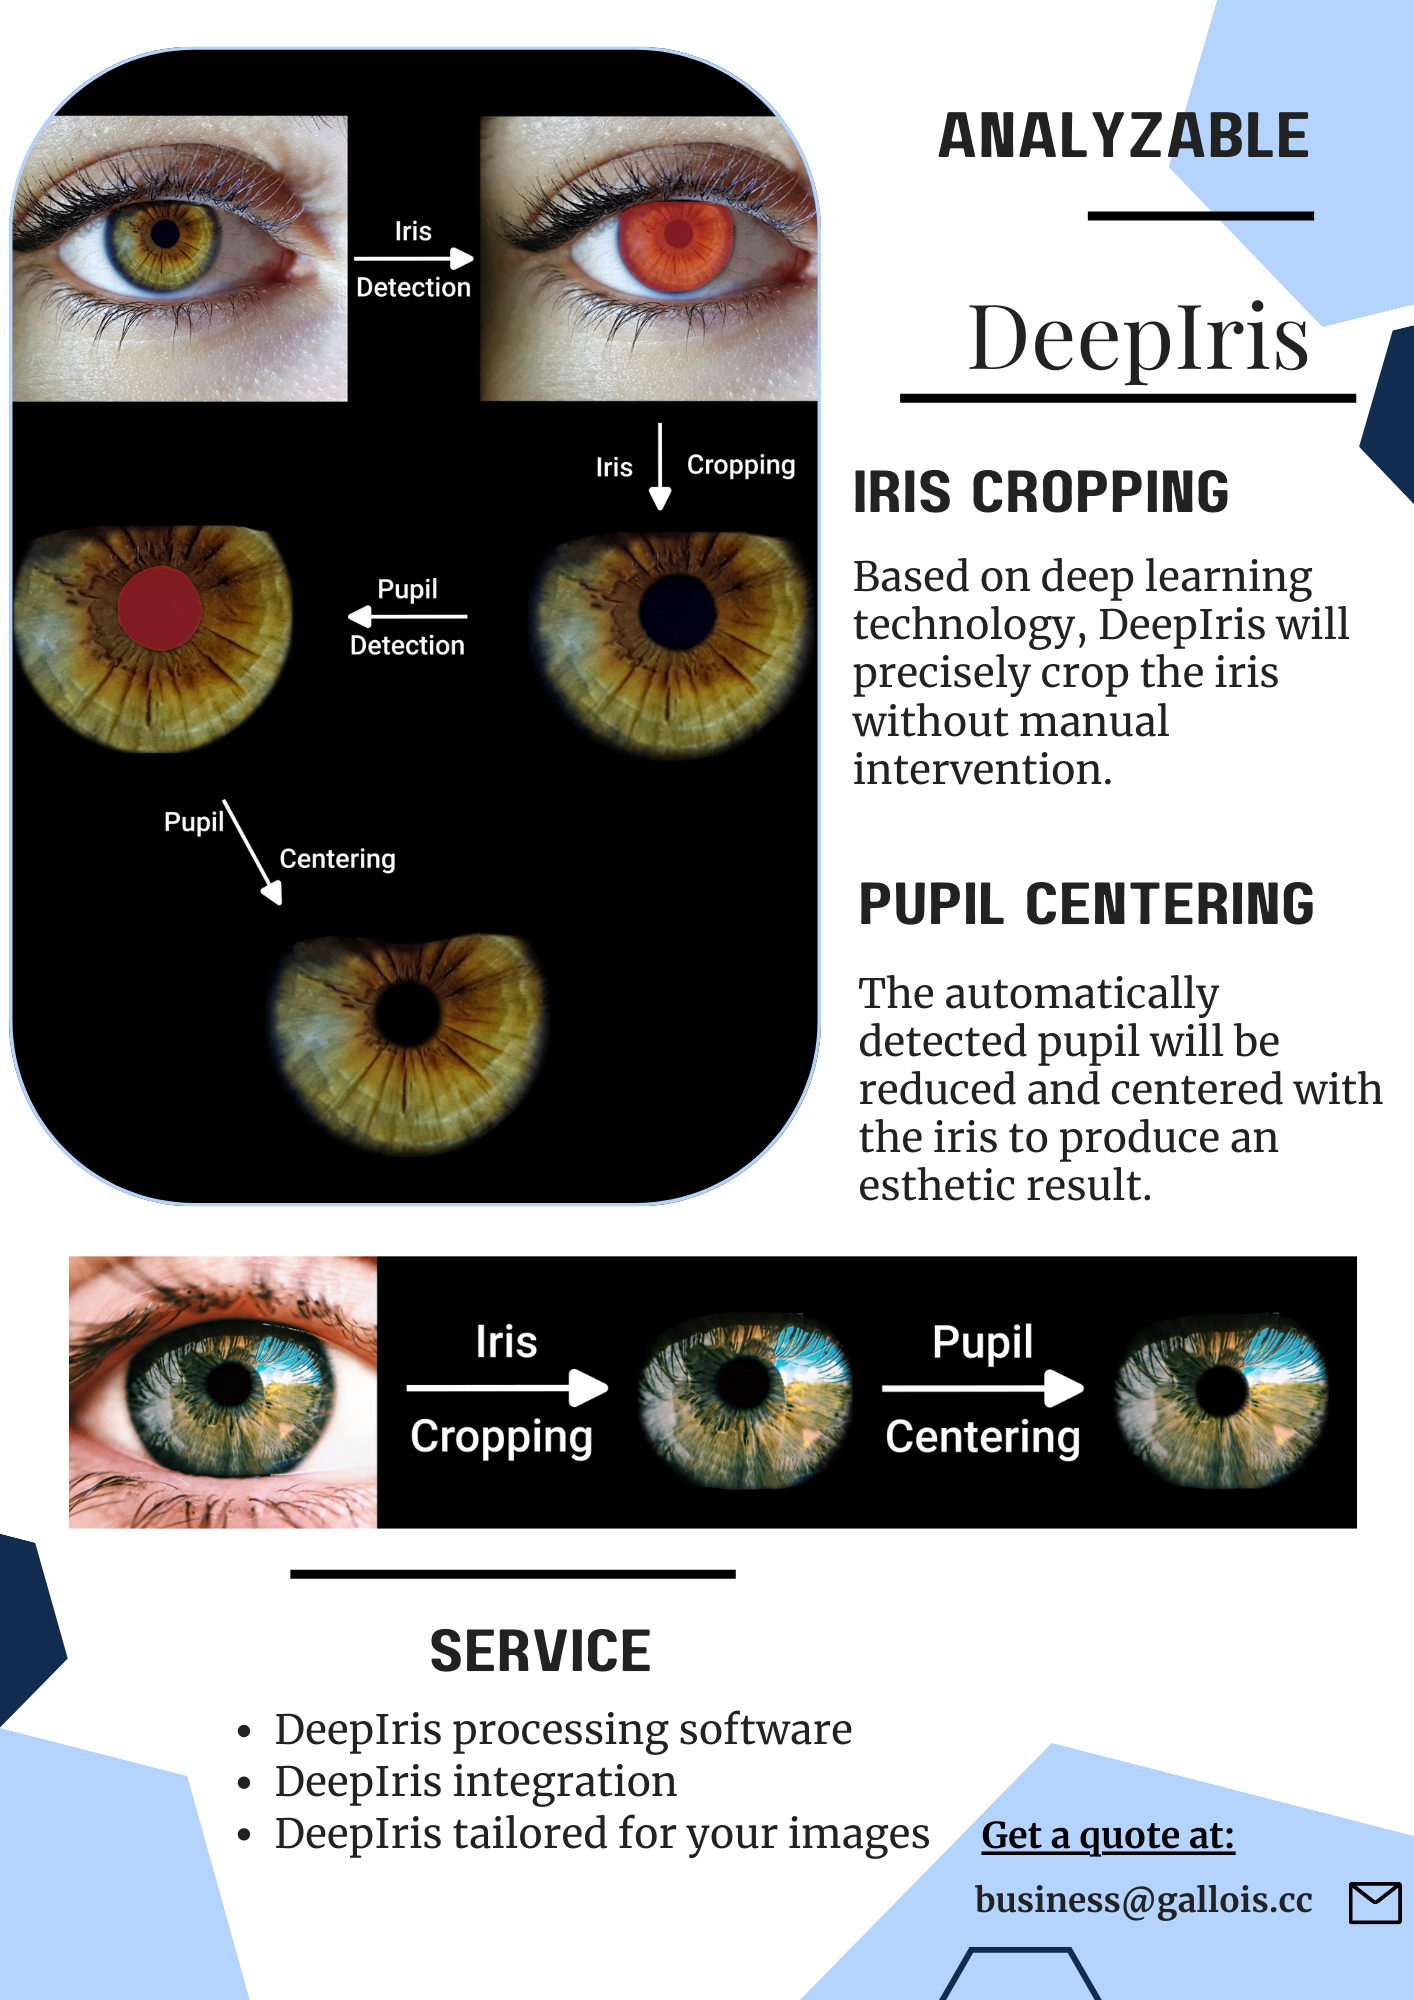 ANALYZABLE
DeepIris
Iris
Detection
Iris Cropping
Pupil
Detection
Pupil
Centering
IRIS CROPPING
Based on deep learning
technology, DeepIris will
precisely crop the iris
without manual
intervention.
PUPIL CENTERING
The automatically
detected pupil will be
reduced and centered with
the iris to produce an
esthetic result.
Iris
Cropping
Pupil
Centering
SERVICE
• DeepIris processing software
• DeepIris integration
• DeepIris tailored for your images
Get a quote at:
business@gallois.cc